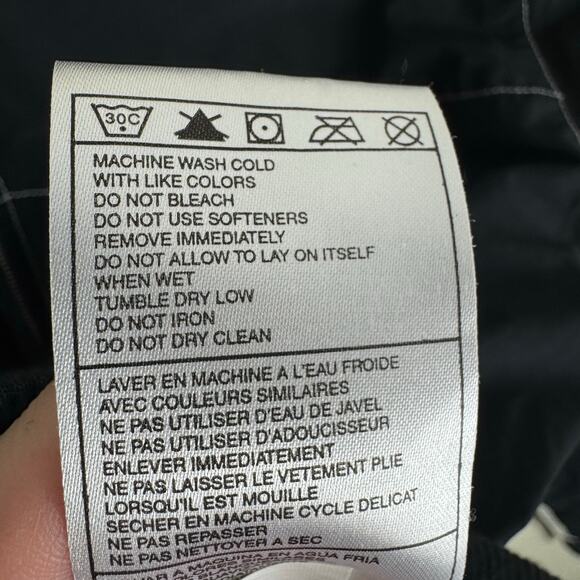 30C
MACHINE WASH COLD
WITH LIKE COLORS
DO NOT BLEACH
DO NOT USE SOFTENERS
REMOVE IMMEDIATELY
DO NOT ALLOW TO LAY ON ITSELF
WHEN WET
TUMBLE DRY LOW
DO NOT IRON
DO NOT DRY CLEAN
LAVER EN MACHINE A L'EAU FROIDE
AVEC COULEURS SIMILAIRES
NE PAS UTILISER D'EAU DE JAVEL
NE PAS UTILISER D'ADOUCISSEUR
ENLEVER IMMEDIATEMENT
NE PAS LAISSER LE VETEMENT PLIE
LORSQU'IL EST MOUILLE
SECHER EN MACHINE CYCLE DELICAT
NE PAS REPASSER
NE PAS NETTOYER A SEC
A MAQUINA EN AGUA FRIA